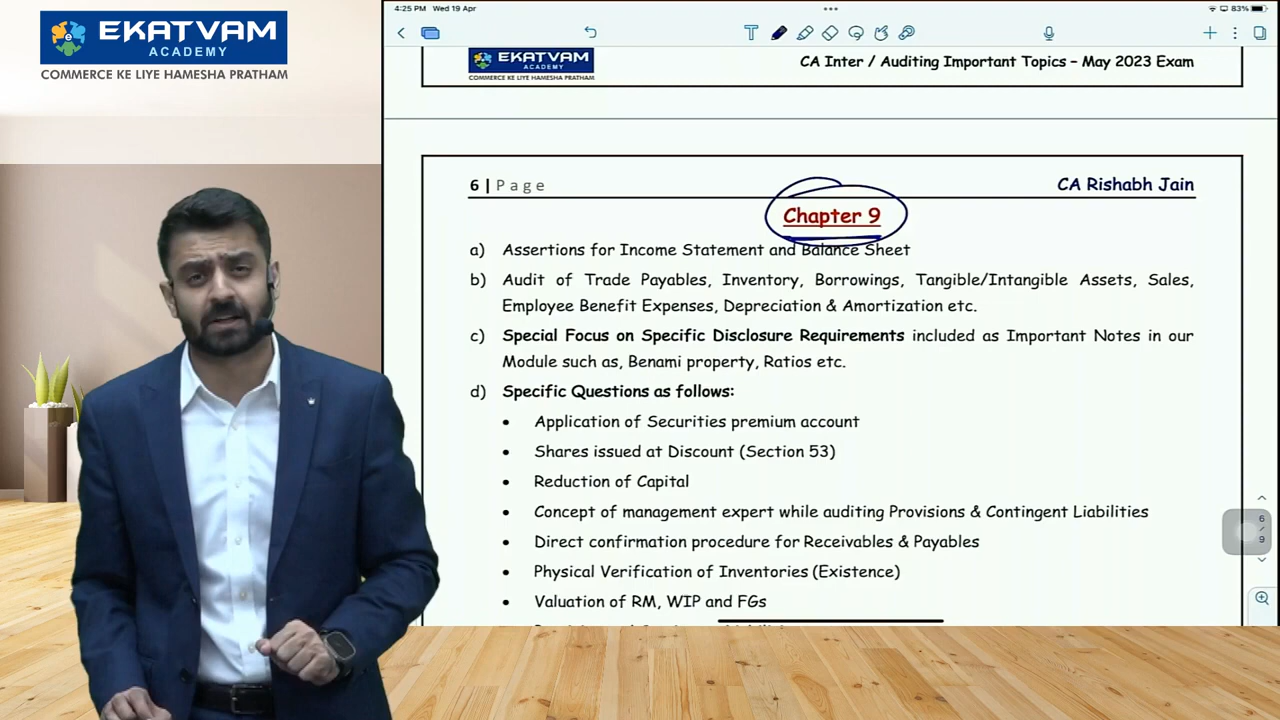 EKATVAM
ACADEMY
COMMERCE KE LIYE HAMESHA PRATHAM
4:25 PM Wed 19 Apr
83%
EKATVAM
ACADEMY
COMMERCE KE LIYE HAMESHA PRATHAM
CA Inter / Auditing Important Topics – May 2023 Exam
6 | Page
CA Rishabh Jain
Chapter 9
a) Assertions for Income Statement and Balance Sheet
b) Audit of Trade Payables, Inventory, Borrowings, Tangible/Intangible Assets, Sales,
Employee Benefit Expenses, Depreciation & Amortization etc.
c) Special Focus on Specific Disclosure Requirements included as Important Notes in our
Module such as, Benami property, Ratios etc.
d) Specific Questions as follows:
• Application of Securities premium account
• Shares issued at Discount (Section 53)
• Reduction of Capital
• Concept of management expert while auditing Provisions & Contingent Liabilities
• Direct confirmation procedure for Receivables & Payables
• Physical Verification of Inventories (Existence)
• Valuation of RM, WIP and FGs
6
/
9